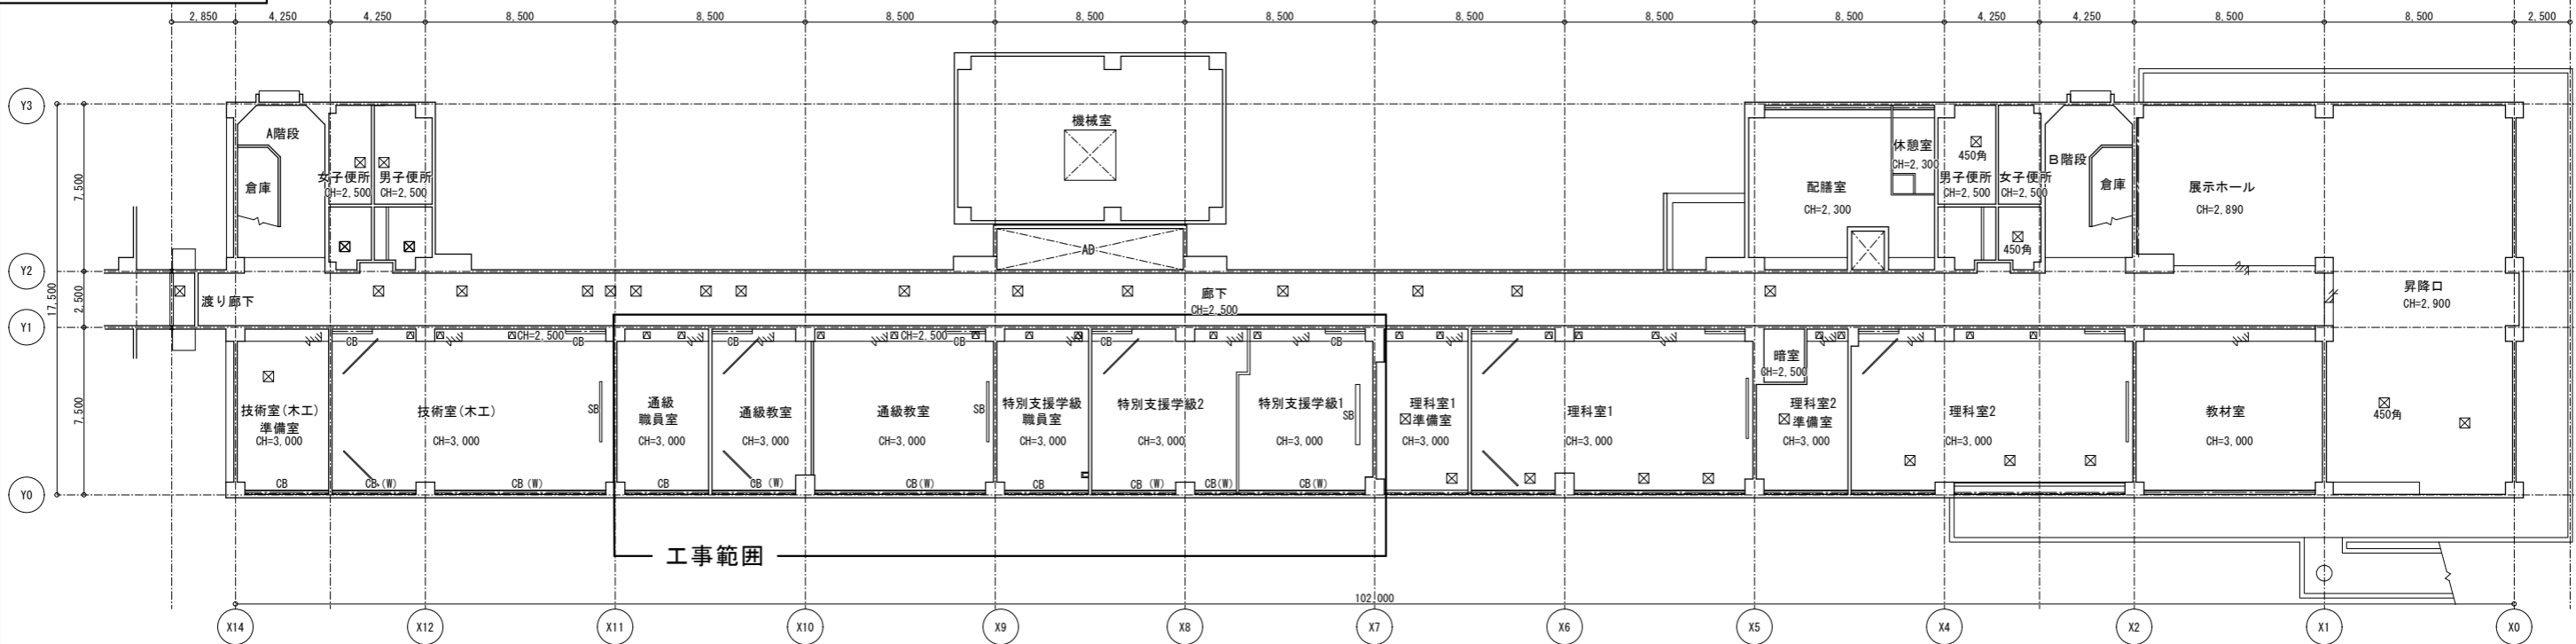 2,850 4,250 4,250 8,500 8,500 8,500 8,500 8,500 8,500 8,500 8,500 4,250 4,250 8,500 8,500 2,500
Y3
Y2
Y1
Y0
7,500
2,500
7,500
17,500
A階段
倉庫
女子便所
CH=2,500
男子便所
CH=2,500
機械室
AD
配膳室
CH=2,300
休憩室
CH=2,300
450角
男子便所
CH=2,500
女子便所
CH=2,500
450角
B階段
倉庫
展示ホール
CH=2,890
渡り廊下
廊下
CH=2,500
昇降口
CH=2,900
CB CH=2,500 CB CB CH=2,500 CB CB CB
技術室(木工)
準備室
CH=3,000
CB
技術室(木工)
CH=3,000
SB
CB(W) CB(W)
通級
職員室
CH=3,000
CB
通級教室
CH=3,000
CB (W)
通級教室
CH=3,000
SB
CB(W)
特別支援学級
職員室
CH=3,000
CB
特別支援学級2
CH=3,000
CB (W) CB(W)
特別支援学級1
CH=3,000
SB
CB(W)
理科室1
準備室
CH=3,000
理科室1
CH=3,000
暗室
CH=2,500
理科室2
準備室
CH=3,000
理科室2
CH=3,000
教材室
CH=3,000
450角
工事範囲
102,000
X14 X12 X11 X10 X9 X8 X7 X6 X5 X4 X2 X1 X0